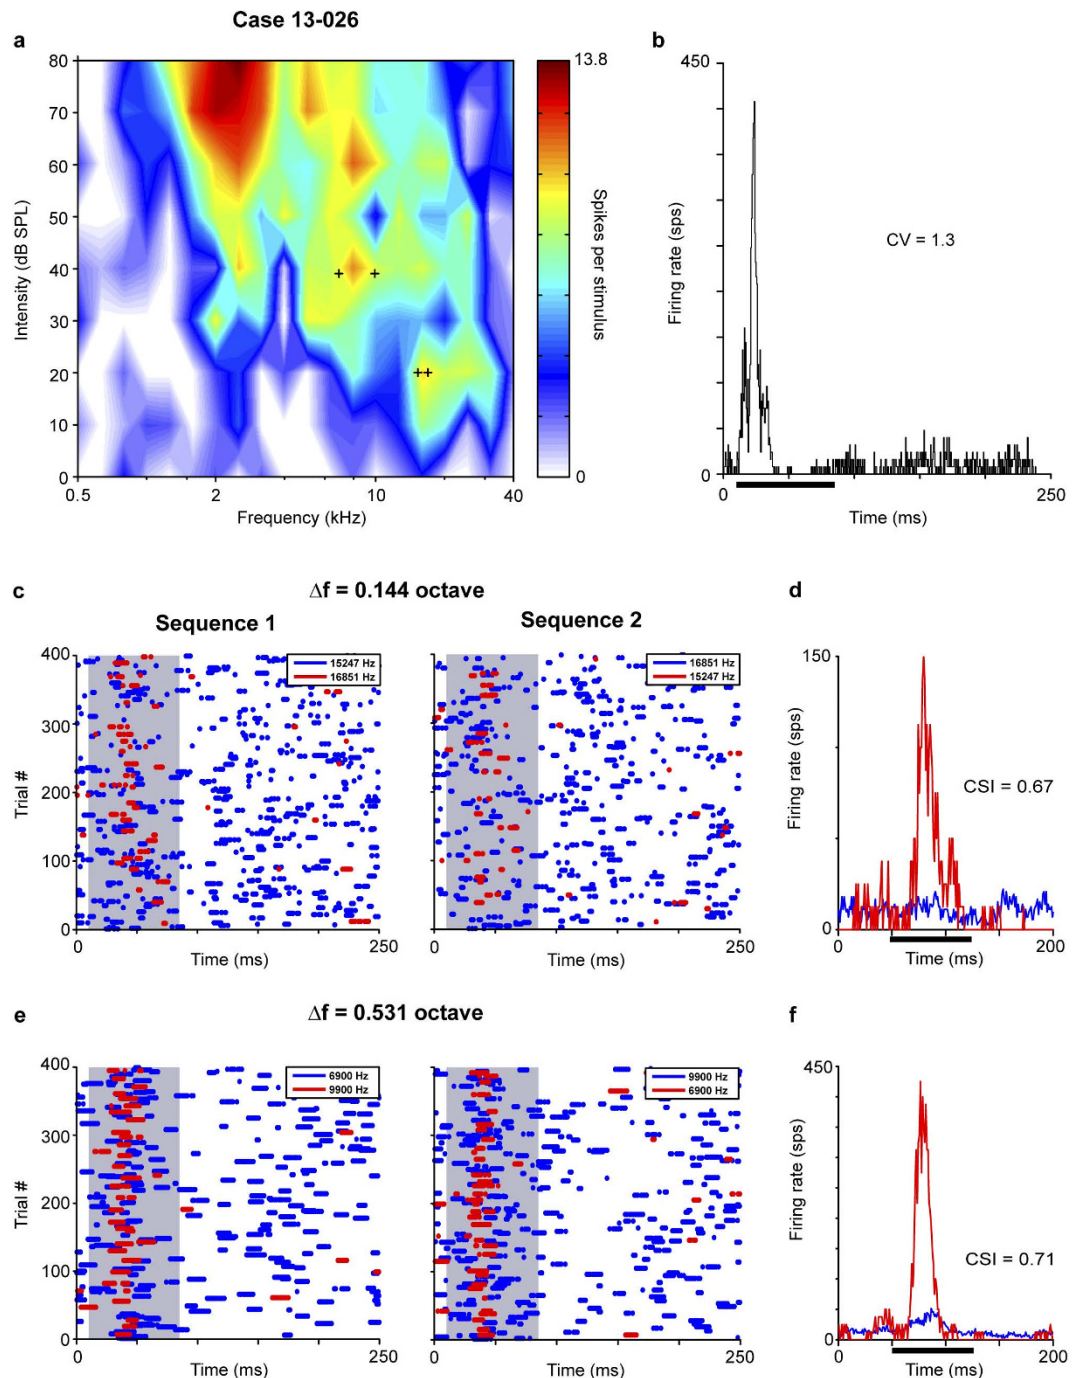 Case 13-026
a
80
70
60
50
40
30
20
10
0
Intensity (dB SPL)
0.5
2
10
40
Frequency (kHz)
13.8
0
Spikes per stimulus
b
450
0
Firing rate (sps)
CV = 1.3
250
Time (ms)
c
Δf = 0.144 octave
Sequence 1
Sequence 2
400
300
200
100
0
Trial #
15247 Hz
16851 Hz
0
250
Time (ms)
16851 Hz
15247 Hz
0
250
Time (ms)
d
150
0
Firing rate (sps)
CSI = 0.67
0
200
Time (ms)
e
Δf = 0.531 octave
400
300
200
100
0
Trial #
6900 Hz
9900 Hz
0
250
Time (ms)
9900 Hz
6900 Hz
0
250
Time (ms)
f
450
0
Firing rate (sps)
CSI = 0.71
0
200
Time (ms)